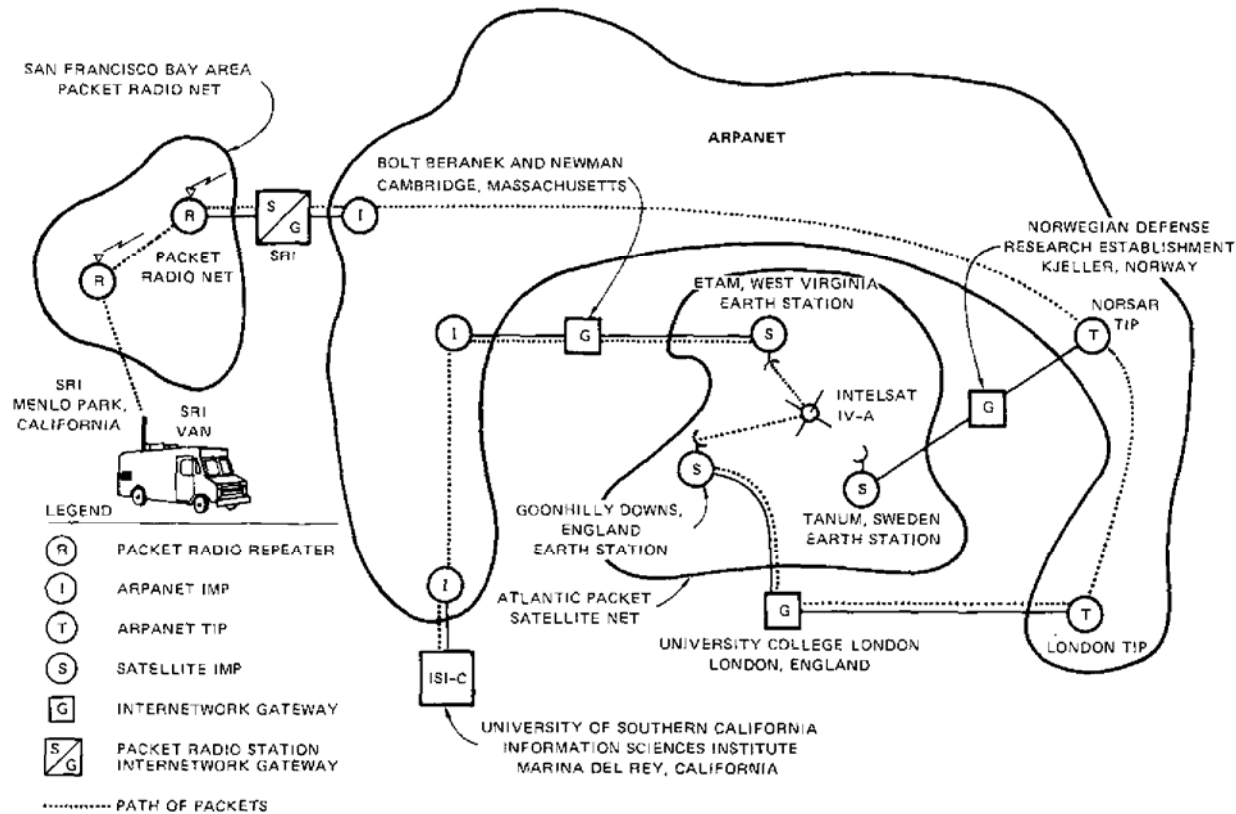 SAN FRANCISCO BAY AREA
PACKET RADIO NET
ARPANET
BOLT BERANEK AND NEWMAN
CAMBRIDGE, MASSACHUSETTS
NORWEGIAN DEFENSE
RESEARCH ESTABLISHMENT
KJELLER, NORWAY
R
S
G
I
SRI
PACKET
RADIO NET
R
ETAM, WEST VIRGINIA
EARTH STATION
NORSAR
TIP
I
G
S
T
INTELSAT
IV-A
G
SRI
MENLO PARK,
CALIFORNIA
SRI
VAN
S
S
GOONHILLY DOWNS,
ENGLAND
EARTH STATION
TANUM, SWEDEN
EARTH STATION
I
ATLANTIC PACKET
SATELLITE NET
G
T
UNIVERSITY COLLEGE LONDON
LONDON, ENGLAND
LONDON TIP
ISI-C
UNIVERSITY OF SOUTHERN CALIFORNIA
INFORMATION SCIENCES INSTITUTE
MARINA DEL REY, CALIFORNIA
LEGEND
R PACKET RADIO REPEATER
I ARPANET IMP
T ARPANET TIP
S SATELLITE IMP
G INTERNETWORK GATEWAY
S/G PACKET RADIO STATION
INTERNETWORK GATEWAY
PATH OF PACKETS